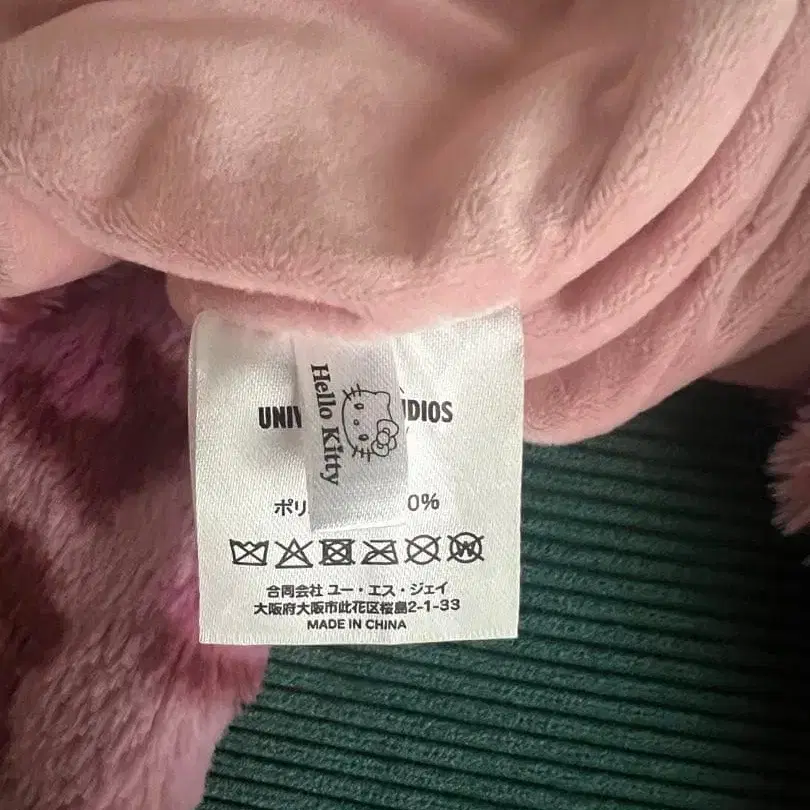 Hello Kitty
UNIV DIOS
ポリ 0%
合同会社 ユー・エス・ジェイ
大阪府大阪市此花区桜島2-1-33
MADE IN CHINA